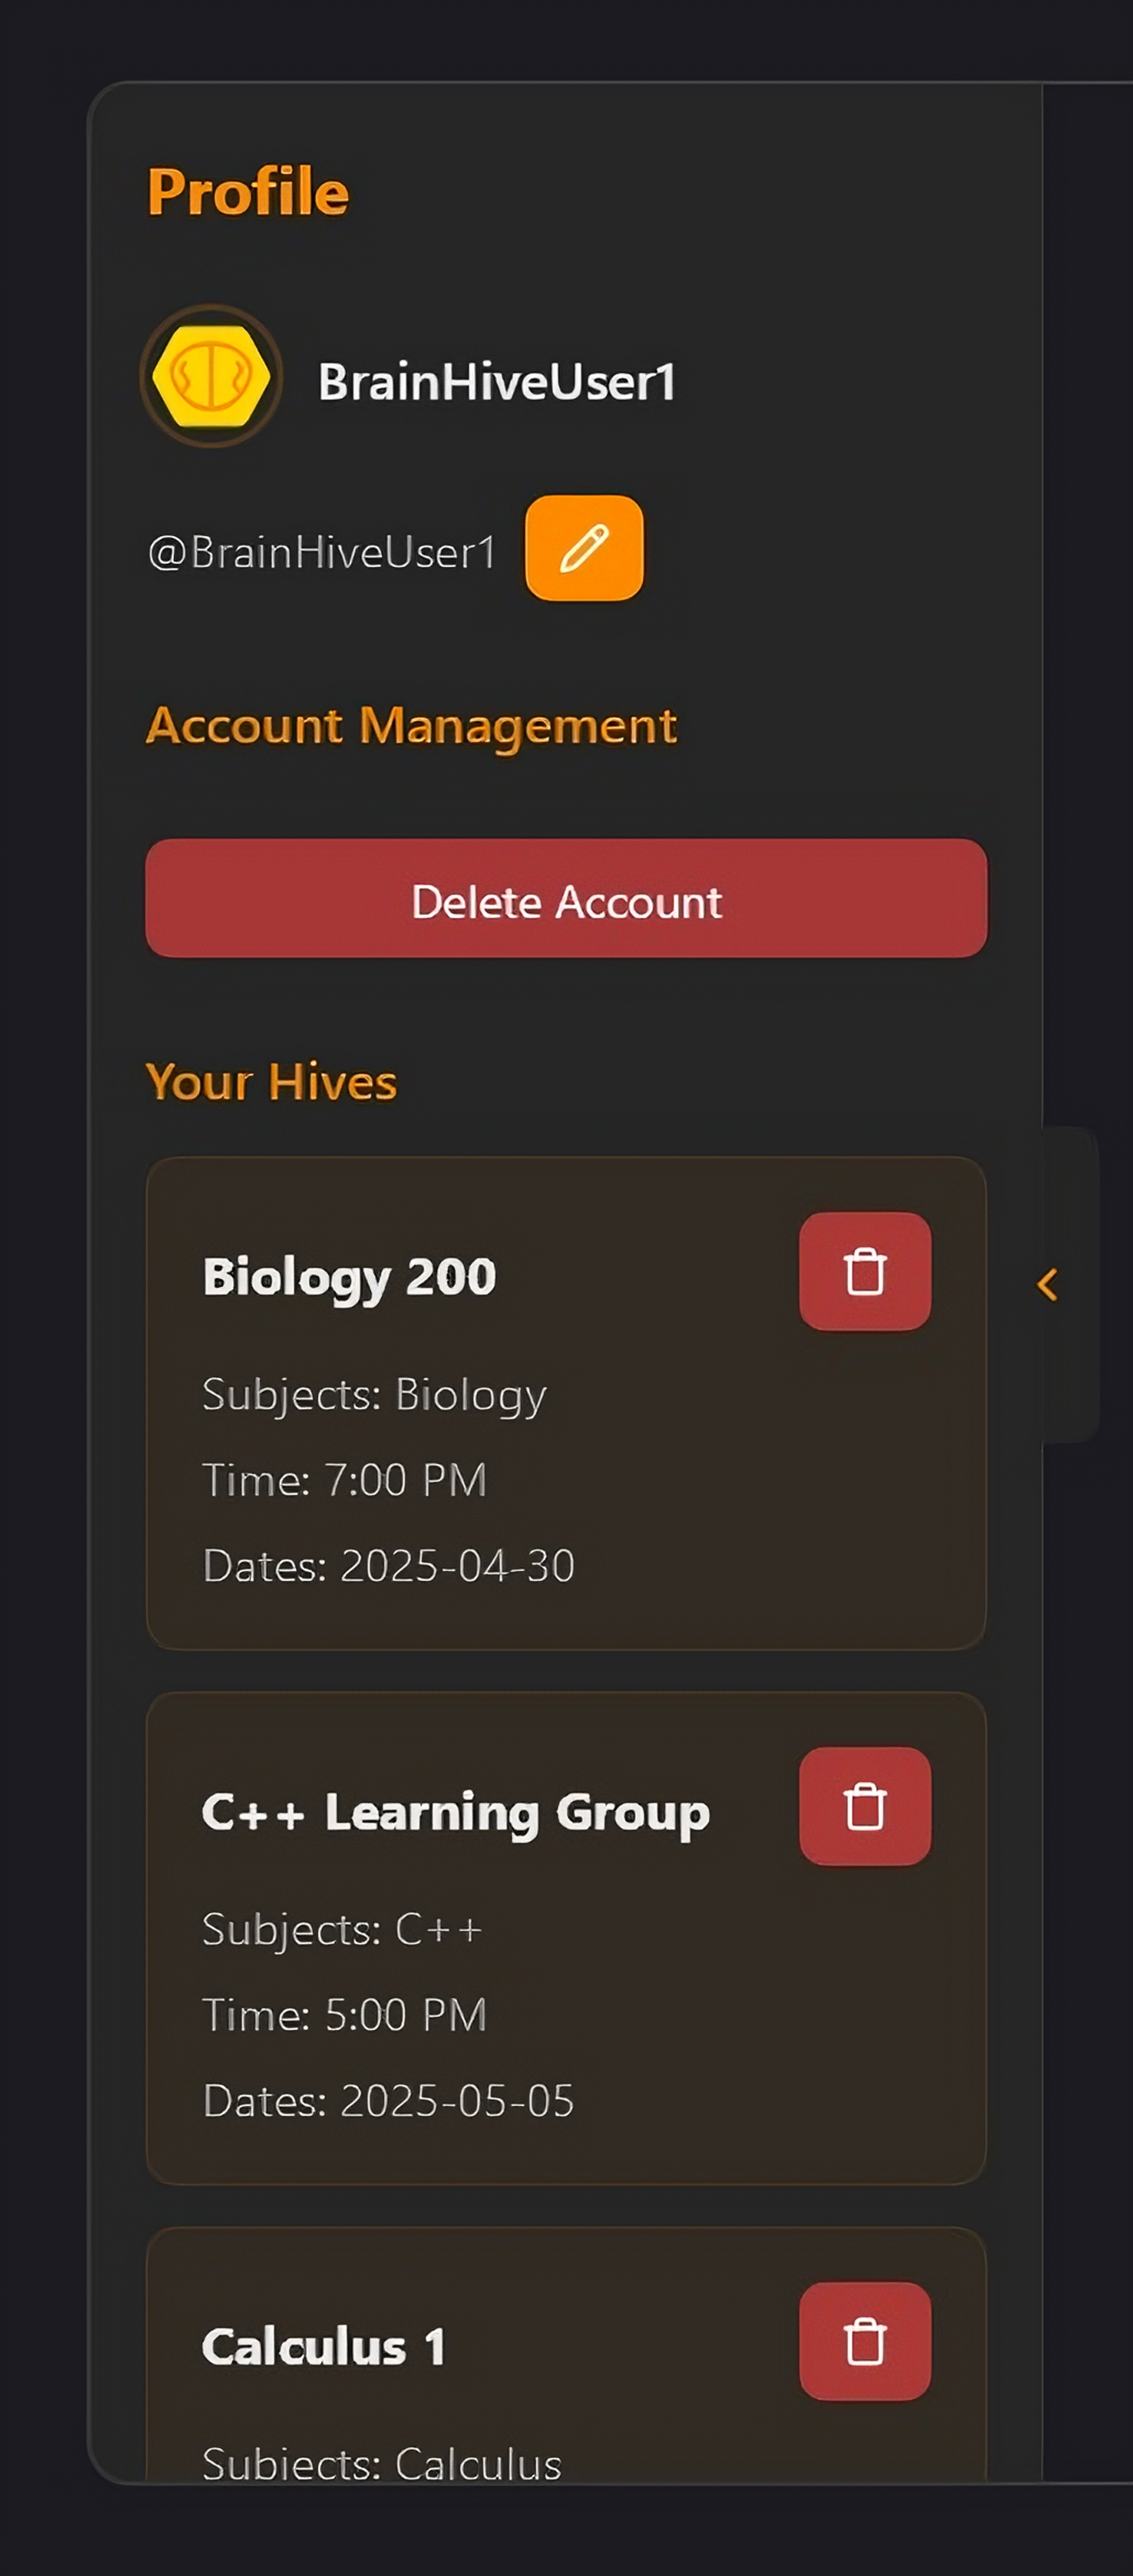 Profile
BrainHiveUser1
@BrainHiveUser1
Account Management
Delete Account
Your Hives
Biology 200
Subjects: Biology
Time: 7:00 PM
Dates: 2025-04-30
C++ Learning Group
Subjects: C++
Time: 5:00 PM
Dates: 2025-05-05
Calculus 1
Subjects: Calculus